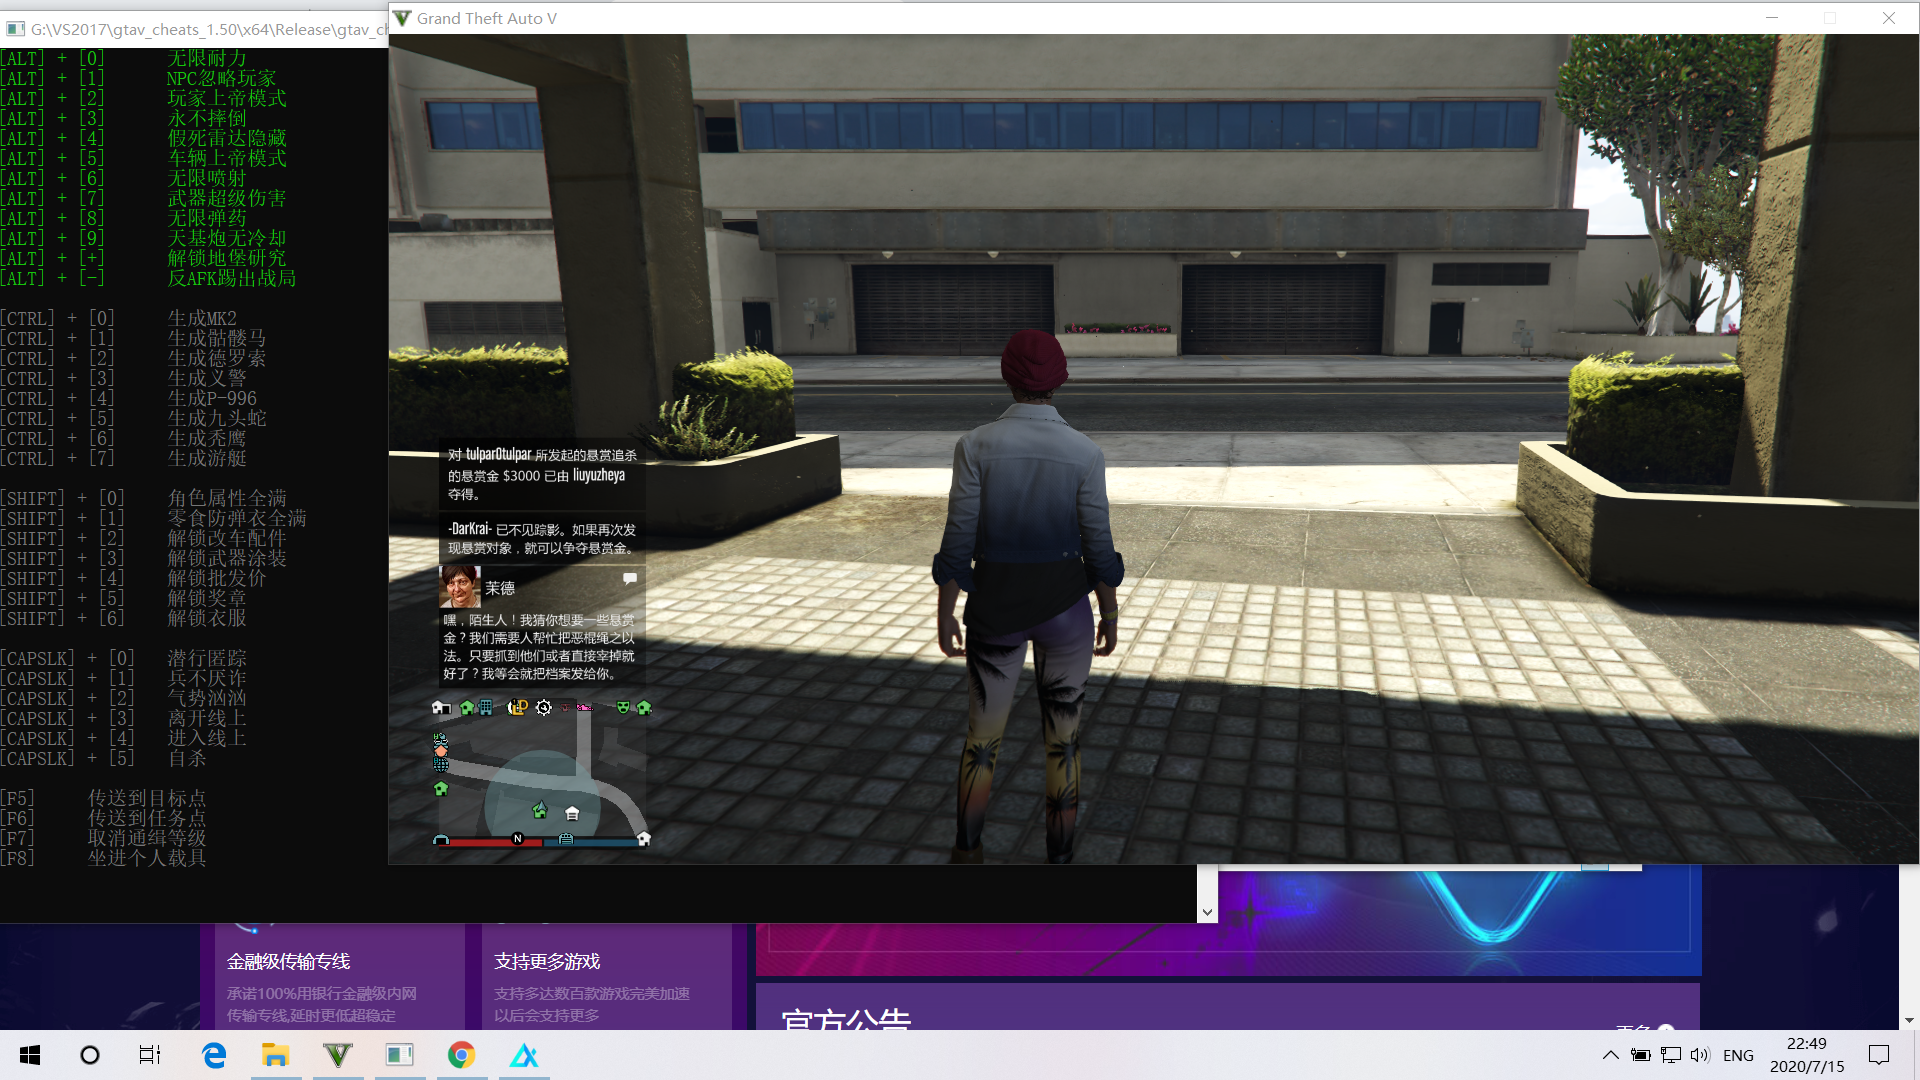 G:\VS2017\gtav_cheats_1.50\x64\Release\gtav_ch
Grand Theft Auto V
[ALT] + [0] 无限耐力
[ALT] + [1] NPC忽略玩家
[ALT] + [2] 玩家上帝模式
[ALT] + [3] 永不摔倒
[ALT] + [4] 假死雷达隐藏
[ALT] + [5] 车辆上帝模式
[ALT] + [6] 无限喷射
[ALT] + [7] 武器超级伤害
[ALT] + [8] 无限弹药
[ALT] + [9] 天基炮无冷却
[ALT] + [+] 解锁地堡研究
[ALT] + [-] 反AFK踢出战局
[CTRL] + [0] 生成MK2
[CTRL] + [1] 生成骷髅马
[CTRL] + [2] 生成德罗索
[CTRL] + [3] 生成义警
[CTRL] + [4] 生成P-996
[CTRL] + [5] 生成九头蛇
[CTRL] + [6] 生成秃鹰
[CTRL] + [7] 生成游艇
[SHIFT] + [0] 角色属性全满
[SHIFT] + [1] 零食防弹衣全满
[SHIFT] + [2] 解锁改车配件
[SHIFT] + [3] 解锁武器涂装
[SHIFT] + [4] 解锁批发价
[SHIFT] + [5] 解锁奖章
[SHIFT] + [6] 解锁衣服
[CAPSLK] + [0] 潜行匿踪
[CAPSLK] + [1] 兵不厌诈
[CAPSLK] + [2] 气势汹汹
[CAPSLK] + [3] 离开线上
[CAPSLK] + [4] 进入线上
[CAPSLK] + [5] 自杀
[F5] 传送到目标点
[F6] 传送到任务点
[F7] 取消通缉等级
[F8] 坐进个人载具
对 tulpar0tulpar 所发起的悬赏追杀
的悬赏金 $3000 已由 liuyuzheya
夺得。
-DarKrai- 已不见踪影。如果再次发
现悬赏对象，就可以争夺悬赏金。
茉德
嘿，陌生人！我猜你想要一些悬赏
金？我们需要人帮忙把恶棍绳之以
法。只要抓到他们或者直接宰掉就
好了？我等会就把档案发给你。
N
金融级传输专线
承诺100%用银行金融级内网
传输专线,延时更低超稳定
支持更多游戏
支持多达数百款游戏完美加速
以后会支持更多
官方公告
更多
ENG
22:49
2020/7/15